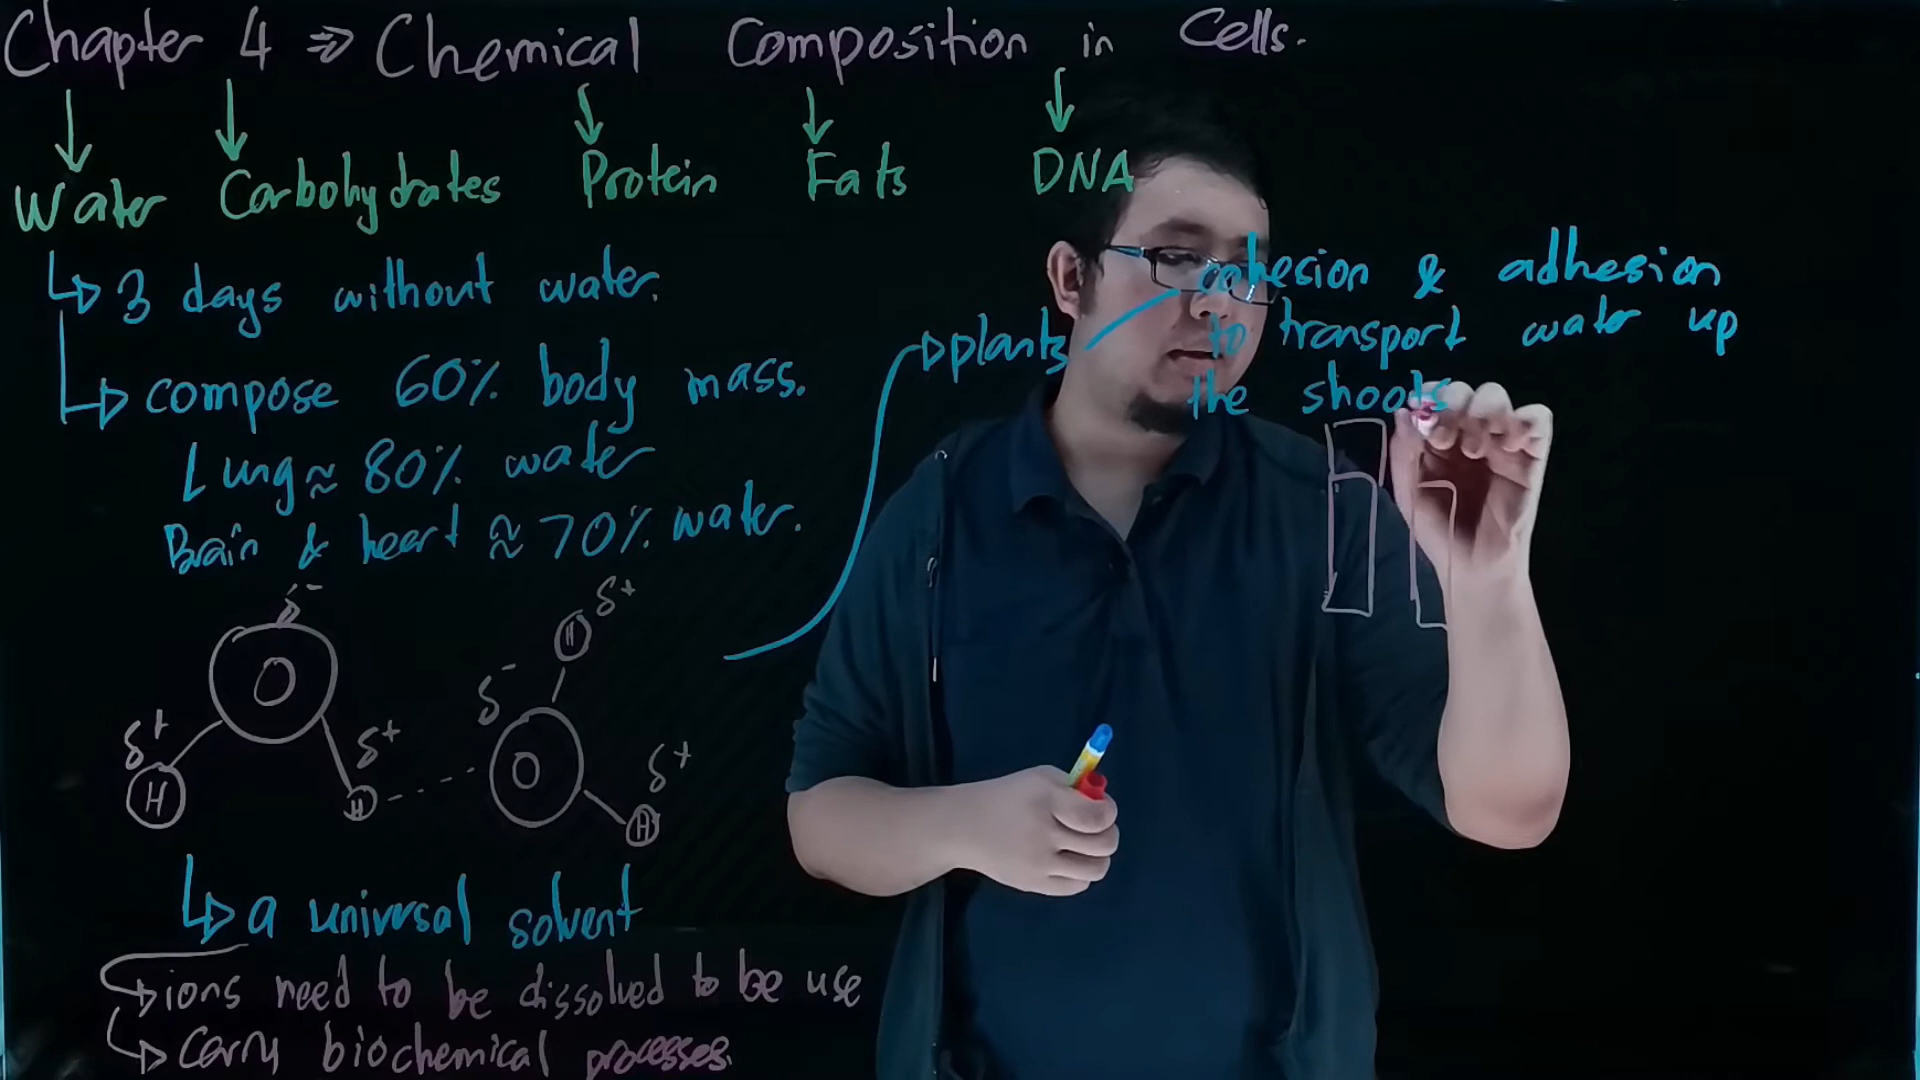 Chapter 4 ⇒ Chemical Composition in Cells.
Water Carbohydrates Protein Fats DNA
3 days without water.
compose 60% body mass.
Lung ≈ 80% water
Brain & heart ≈ 70% water.
plants cohesion & adhesion
to transport water up
the shoots
δ-
O
δ+
H
δ+
H
δ-
O
H
δ+
δ+
H
a universal solvent
ions need to be dissolved to be use
carry biochemical processes.